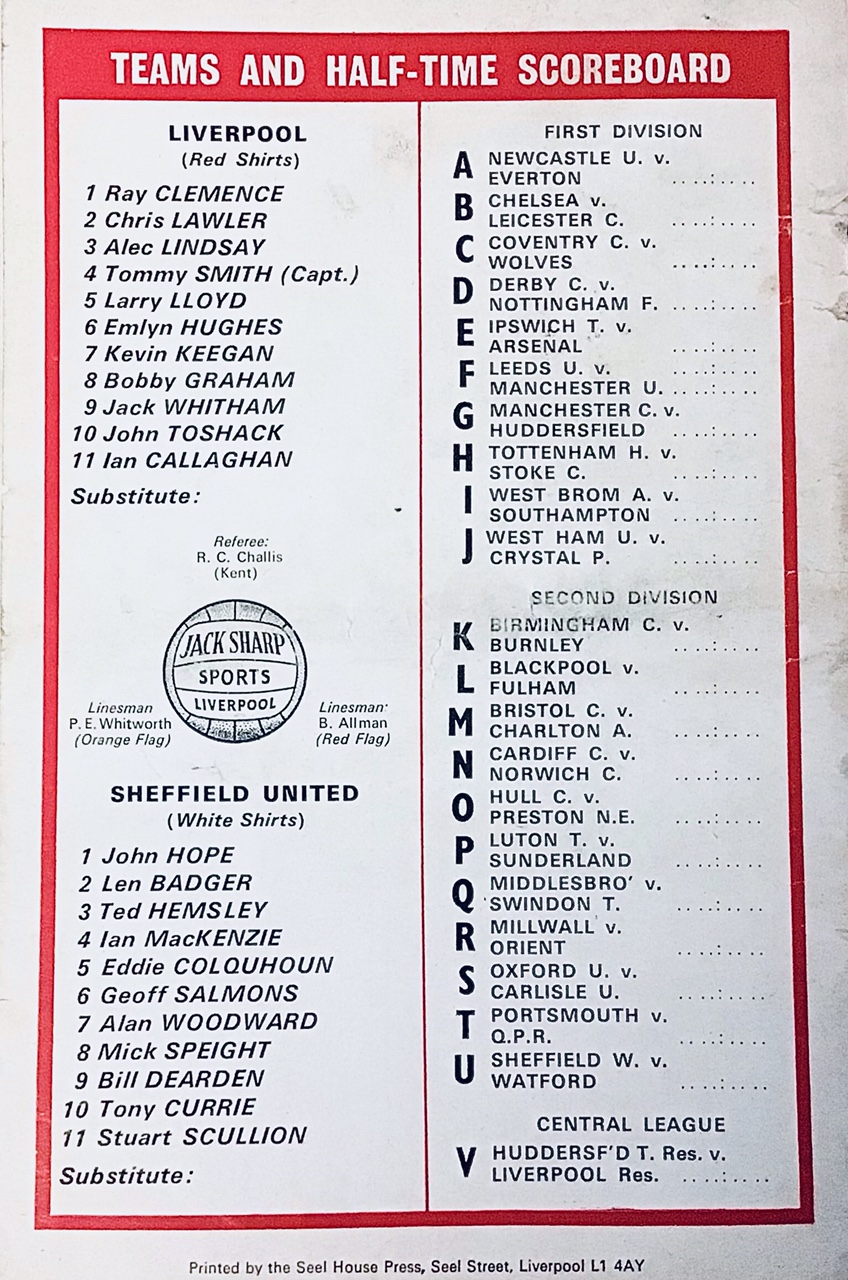 TEAMS AND HALF-TIME SCOREBOARD
LIVERPOOL
(Red Shirts)
1 Ray CLEMENCE
2 Chris LAWLER
3 Alec LINDSAY
4 Tommy SMITH (Capt.)
5 Larry LLOYD
6 Emlyn HUGHES
7 Kevin KEEGAN
8 Bobby GRAHAM
9 Jack WHITHAM
10 John TOSHACK
11 Ian CALLAGHAN
Substitute:
Referee:
R. C. Challis
(Kent)
JACK SHARP
SPORTS
LIVERPOOL
Linesman
P. E. Whitworth
(Orange Flag)
Linesman:
B. Allman
(Red Flag)
SHEFFIELD UNITED
(White Shirts)
1 John HOPE
2 Len BADGER
3 Ted HEMSLEY
4 Ian MacKENZIE
5 Eddie COLQUHOUN
6 Geoff SALMONS
7 Alan WOODWARD
8 Mick SPEIGHT
9 Bill DEARDEN
10 Tony CURRIE
11 Stuart SCULLION
Substitute:
FIRST DIVISION
A NEWCASTLE U. v.
EVERTON ....:....
B CHELSEA v.
LEICESTER C. ....:....
C COVENTRY C. v.
WOLVES ....:....
D DERBY C. v.
NOTTINGHAM F. ....:....
E IPSWICH T. v.
ARSENAL ....:....
F LEEDS U. v.
MANCHESTER U. ....:....
G MANCHESTER C. v.
HUDDERSFIELD ....:....
H TOTTENHAM H. v.
STOKE C. ....:....
I WEST BROM A. v.
SOUTHAMPTON ....:....
J WEST HAM U. v.
CRYSTAL P. ....:....
SECOND DIVISION
K BIRMINGHAM C. v.
BURNLEY ....:....
L BLACKPOOL v.
FULHAM ....:....
M BRISTOL C. v.
CHARLTON A. ....:....
N CARDIFF C. v.
NORWICH C. ....:....
O HULL C. v.
PRESTON N.E. ....:....
P LUTON T. v.
SUNDERLAND ....:....
Q MIDDLESBRO' v.
SWINDON T. ....:....
R MILLWALL v.
ORIENT ....:....
S OXFORD U. v.
CARLISLE U. ....:....
T PORTSMOUTH v.
Q.P.R. ....:....
U SHEFFIELD W. v.
WATFORD ....:....
CENTRAL LEAGUE
V HUDDERSF'D T. Res. v.
LIVERPOOL Res. ....:....
Printed by the Seel House Press, Seel Street, Liverpool L1 4AY